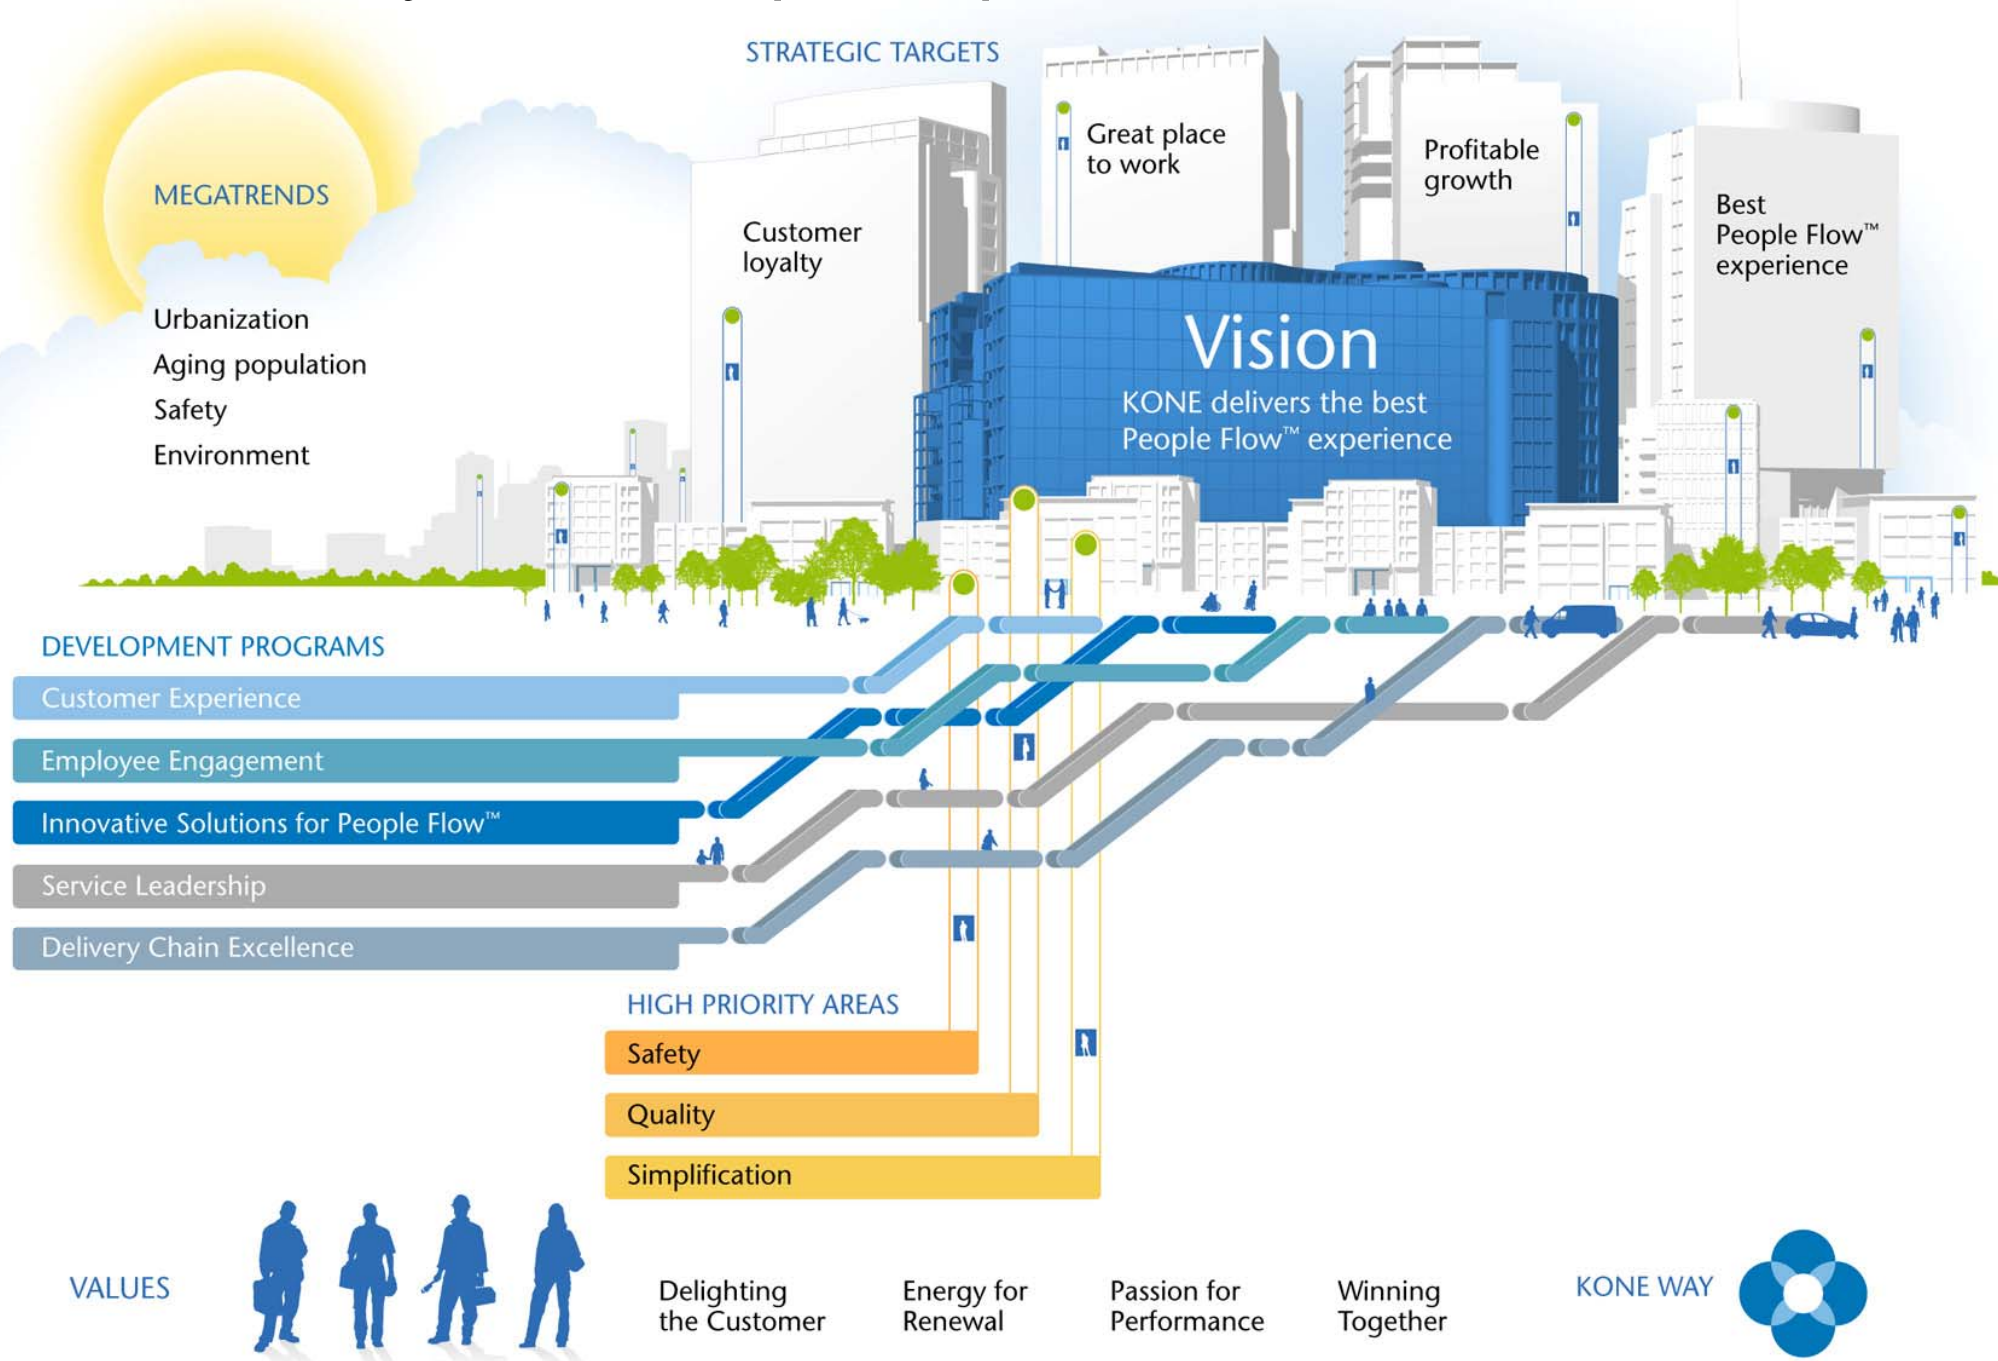 STRATEGIC TARGETS
MEGATRENDS
Urbanization
Aging population
Safety
Environment
Customer
loyalty
Great place
to work
Profitable
growth
Best
People Flow™
experience
Vision
KONE delivers the best
People Flow™ experience
DEVELOPMENT PROGRAMS
Customer Experience
Employee Engagement
Innovative Solutions for People Flow™
Service Leadership
Delivery Chain Excellence
HIGH PRIORITY AREAS
Safety
Quality
Simplification
VALUES
Delighting
the Customer
Energy for
Renewal
Passion for
Performance
Winning
Together
KONE WAY